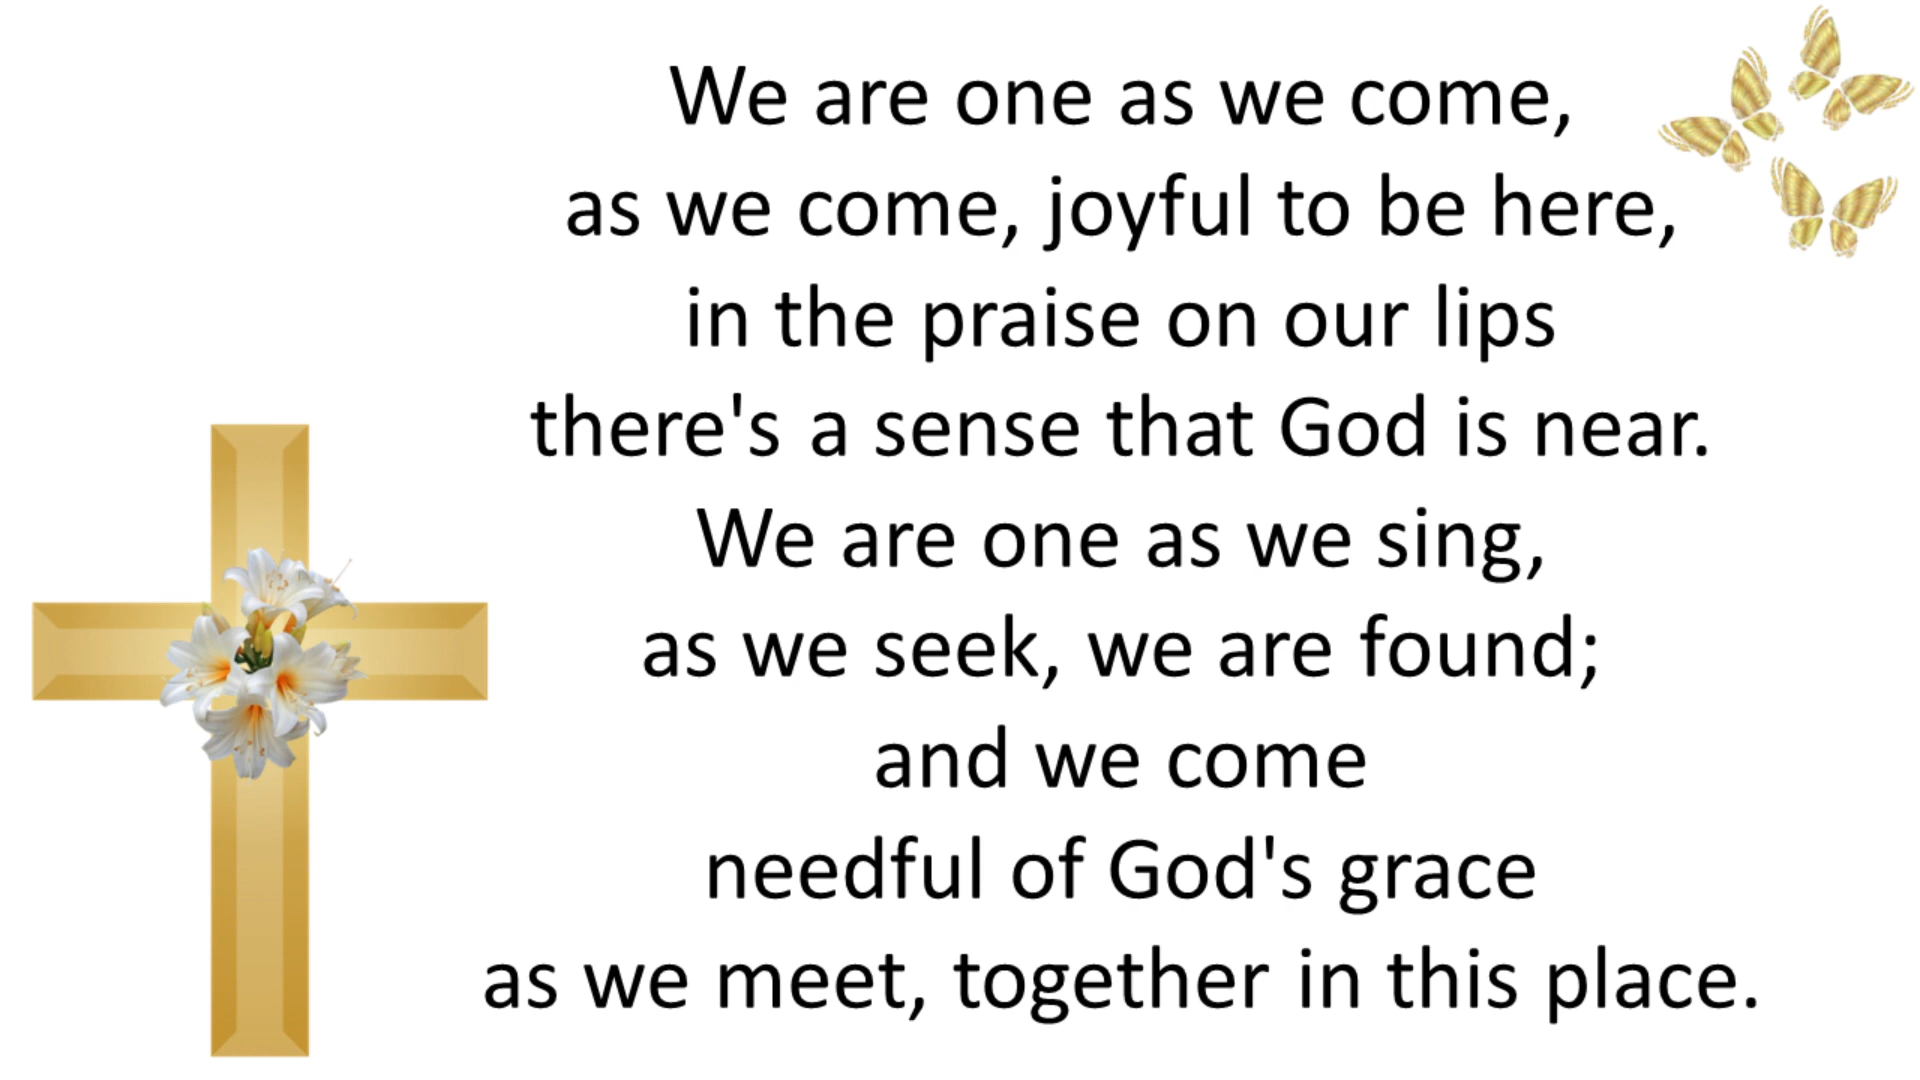 We are one as we come,
as we come, joyful to be here,
in the praise on our lips
there's a sense that God is near.
We are one as we sing,
as we seek, we are found;
and we come
needful of God's grace
as we meet, together in this place.